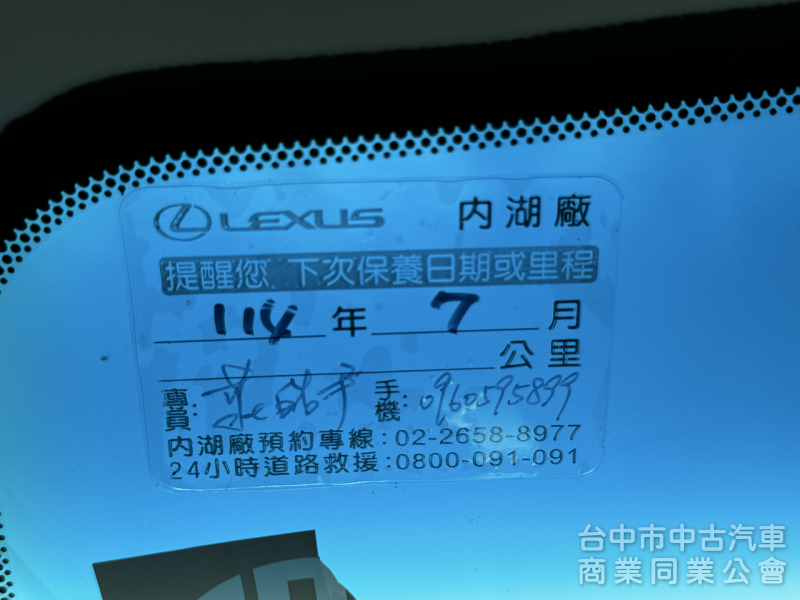 LEXUS 內湖廠
提醒您 下次保養日期或里程
114 年 7 月
公里
專員: 手機: 0960595899
內湖廠預約專線:02-2658-8977
24小時道路救援:0800-091-091
台中市中古汽車
商業同業公會